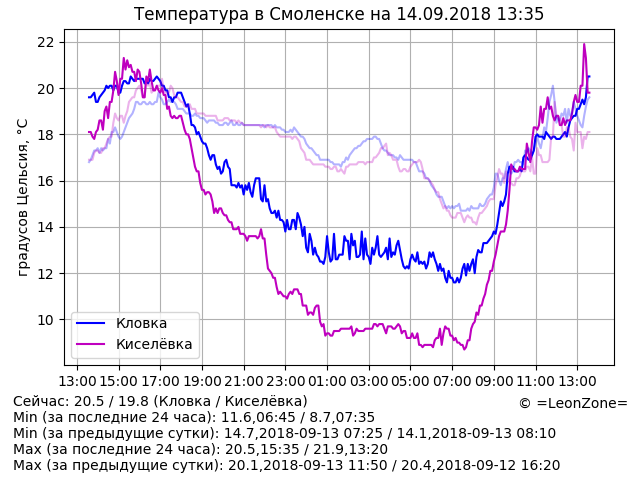 Температура в Смоленске на 14.09.2018 13:35
градусов Цельсия, °C
22
20
18
16
14
12
10
Кловка
Киселёвка
13:00 15:00 17:00 19:00 21:00 23:00 01:00 03:00 05:00 07:00 09:00 11:00 13:00
Сейчас: 20.5 / 19.8 (Кловка / Киселёвка)
© =LeonZone=
Min (за последние 24 часа): 11.6,06:45 / 8.7,07:35
Min (за предыдущие сутки): 14.7,2018-09-13 07:25 / 14.1,2018-09-13 08:10
Max (за последние 24 часа): 20.5,15:35 / 21.9,13:20
Max (за предыдущие сутки): 20.1,2018-09-13 11:50 / 20.4,2018-09-12 16:20